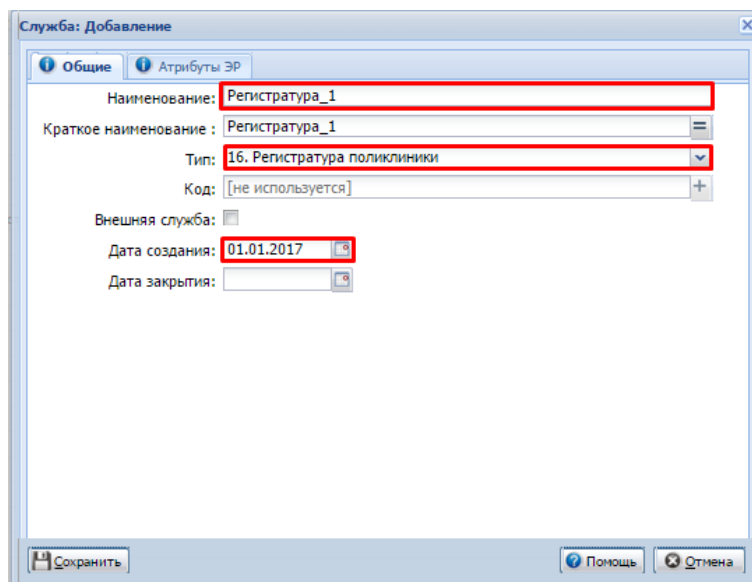 Служба: Добавление
Общие Атрибуты ЭР
Наименование: Регистратура_1
Краткое наименование : Регистратура_1
Тип: 16. Регистратура поликлиники
Код: [не используется]
Внешняя служба:
Дата создания: 01.01.2017
Дата закрытия:
Сохранить Помощь Отмена